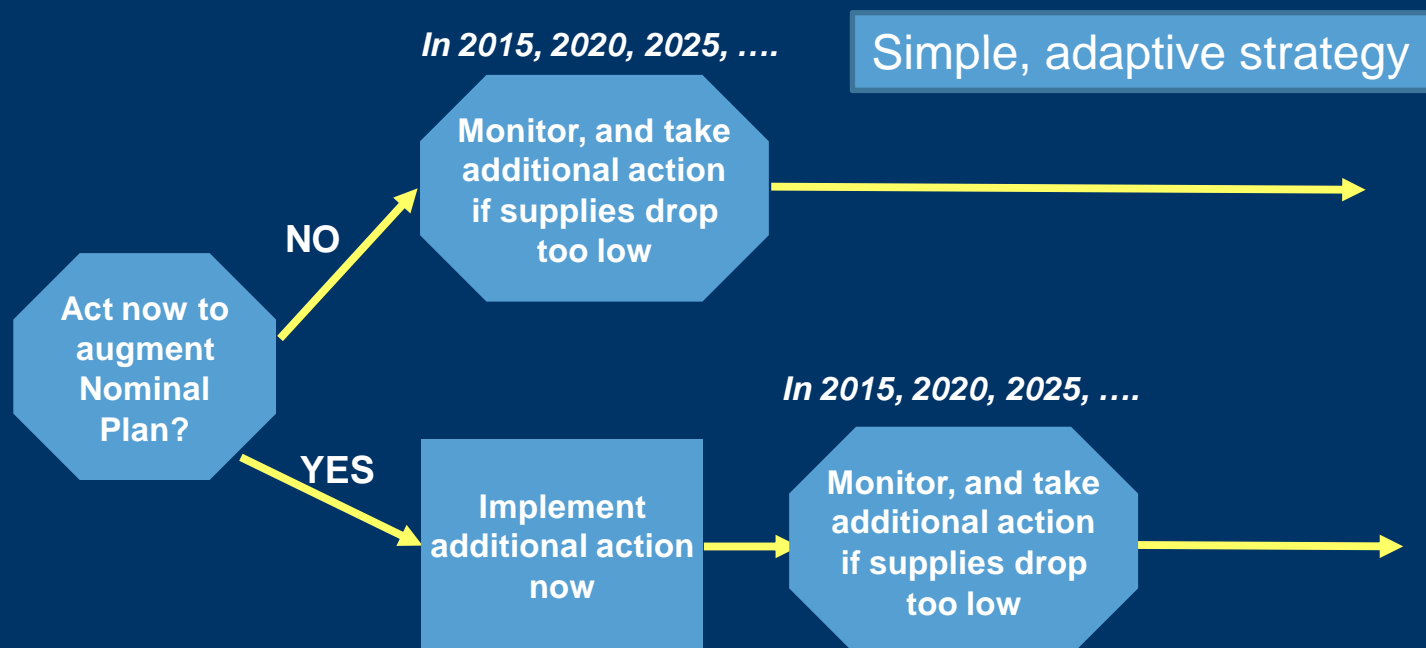 In 2015, 2020, 2025, ….
Simple, adaptive strategy
Monitor, and take
additional action
if supplies drop
too low
NO
Act now to
augment
Nominal
Plan?
In 2015, 2020, 2025, ….
YES
Implement
additional action
now
Monitor, and take
additional action
if supplies drop
too low